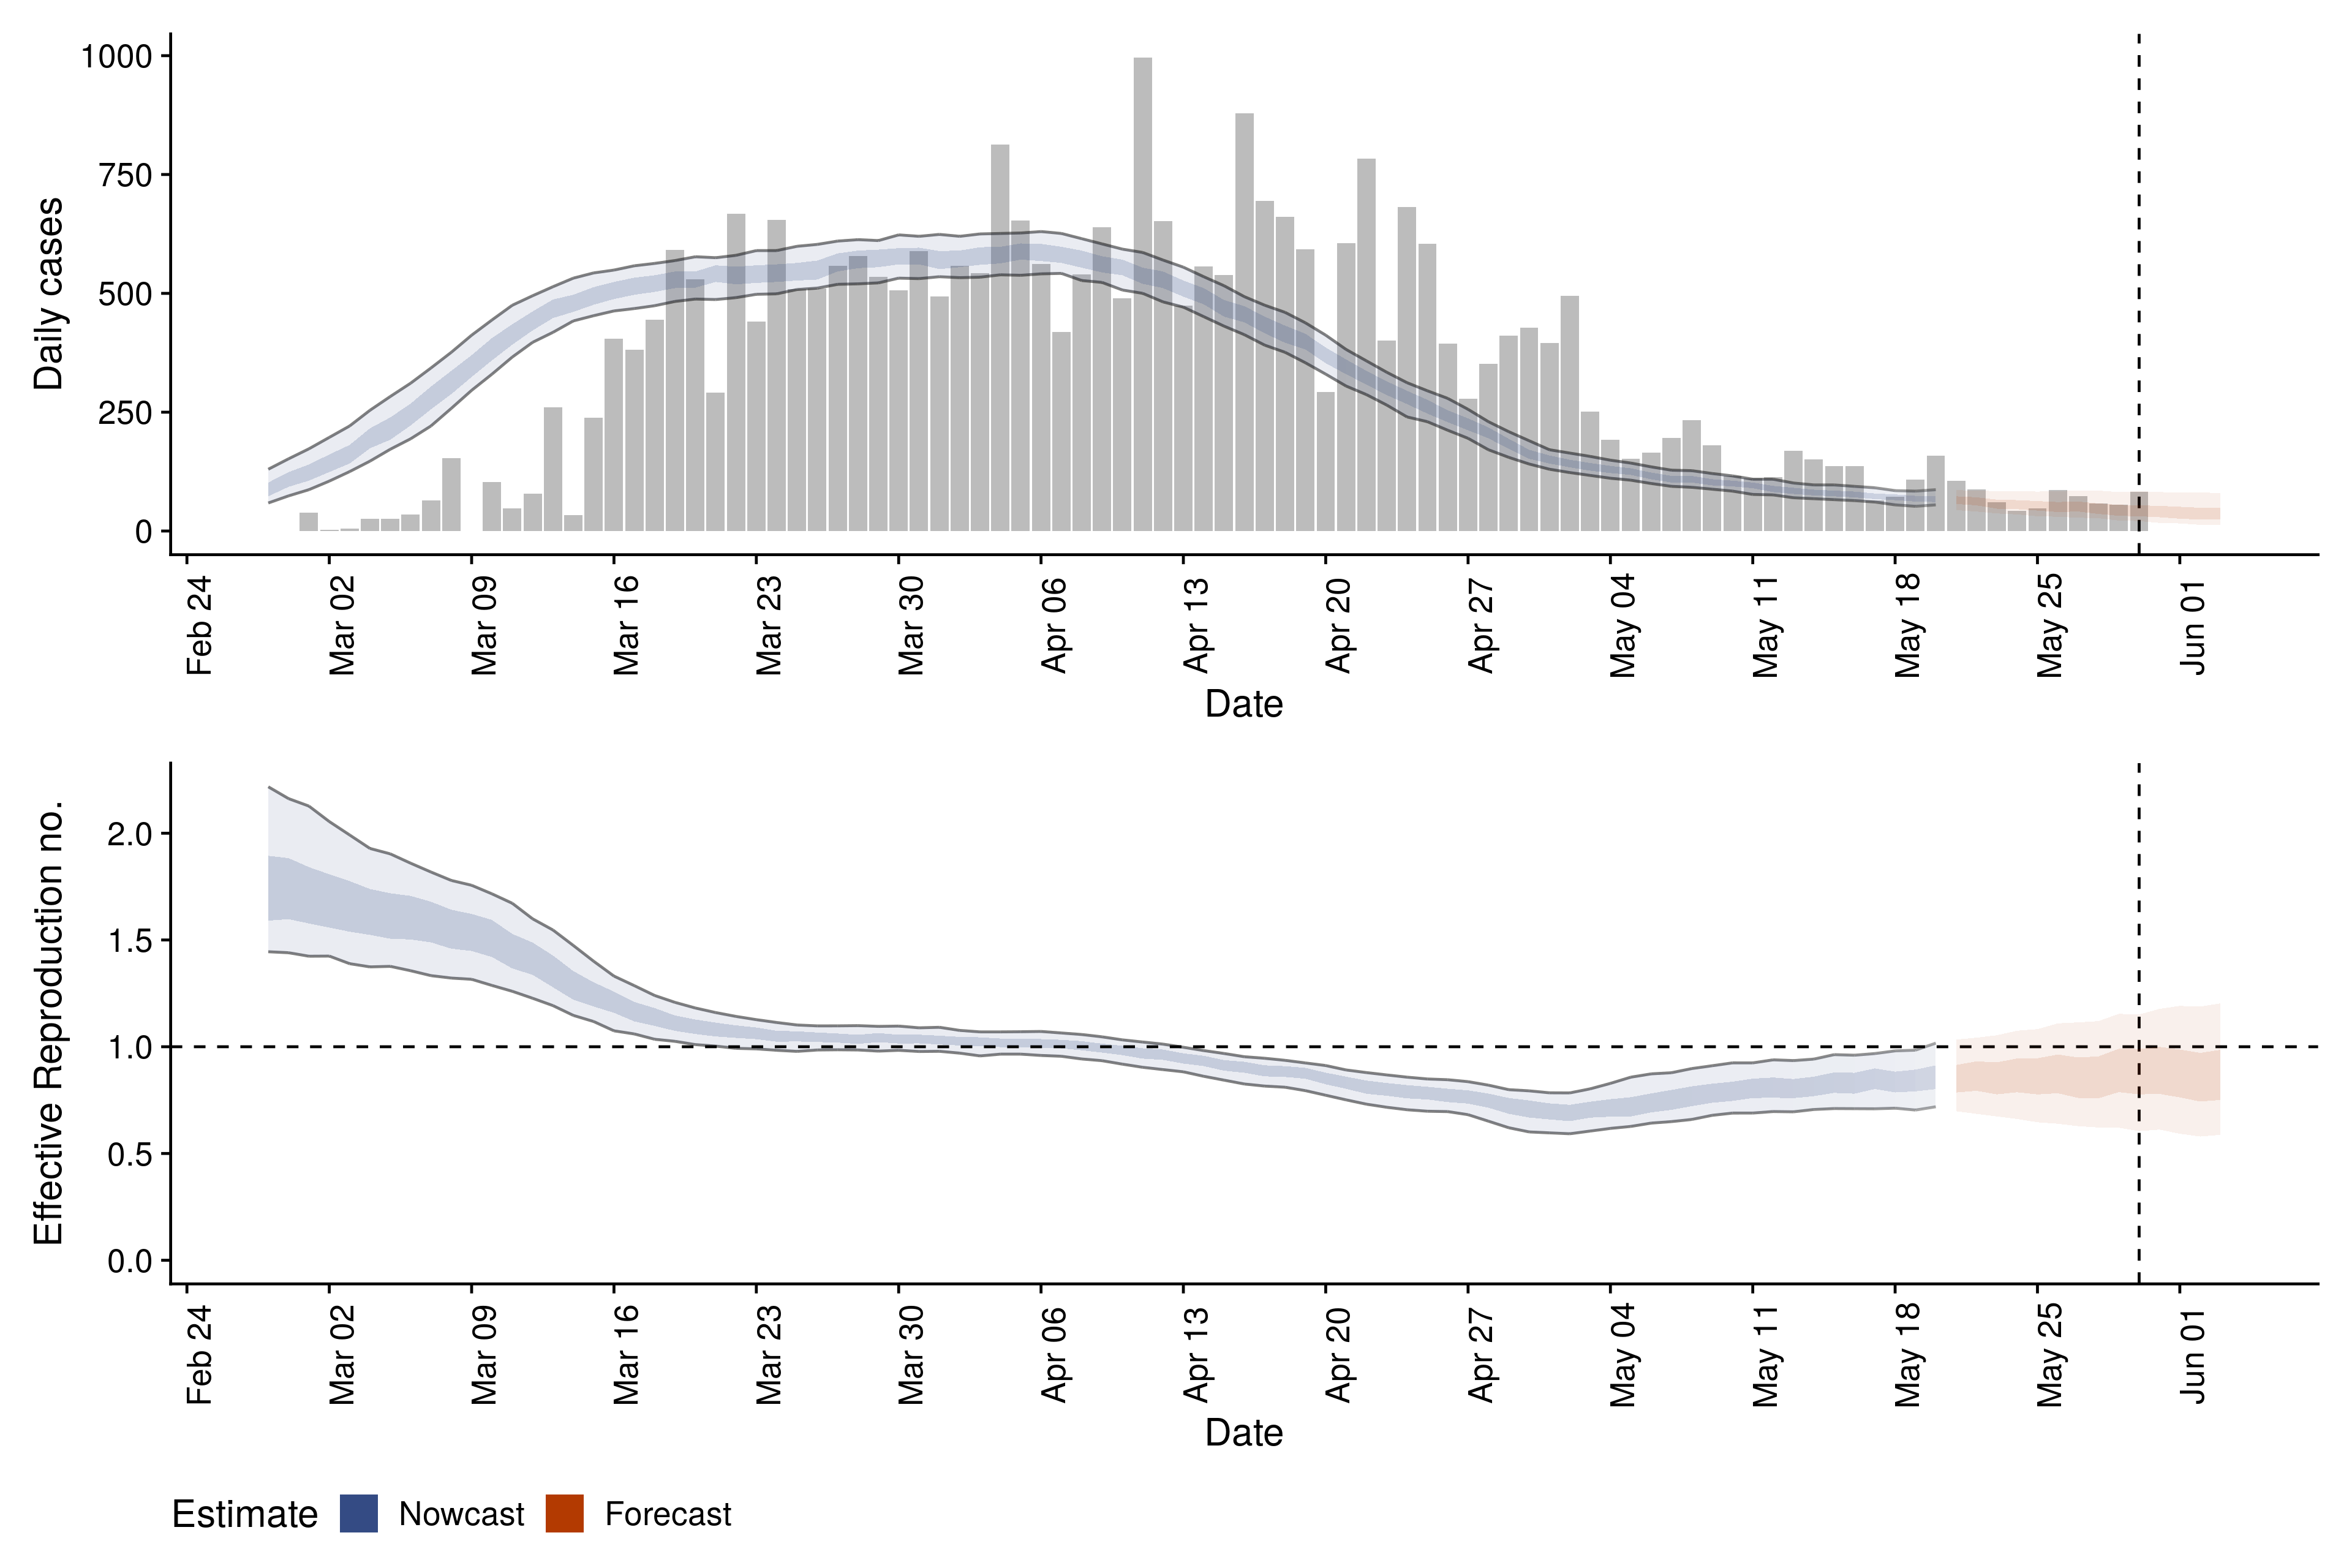 Daily cases
1000
750
500
250
0
Feb 24
Mar 02
Mar 09
Mar 16
Mar 23
Mar 30
Apr 06
Apr 13
Apr 20
Apr 27
May 04
May 11
May 18
May 25
Jun 01
Date
Effective Reproduction no.
2.0
1.5
1.0
0.5
0.0
Feb 24
Mar 02
Mar 09
Mar 16
Mar 23
Mar 30
Apr 06
Apr 13
Apr 20
Apr 27
May 04
May 11
May 18
May 25
Jun 01
Date
Estimate Nowcast Forecast